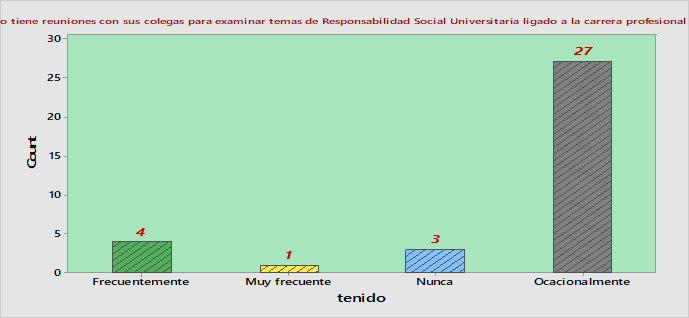 o tiene reuniones con sus colegas para examinar temas de Responsabilidad Social Universitaria ligado a la carrera profesional
30
25
20
15
10
5
0
Count
4
1
3
27
Frecuentemente Muy frecuente Nunca Ocacionalmente
tenido